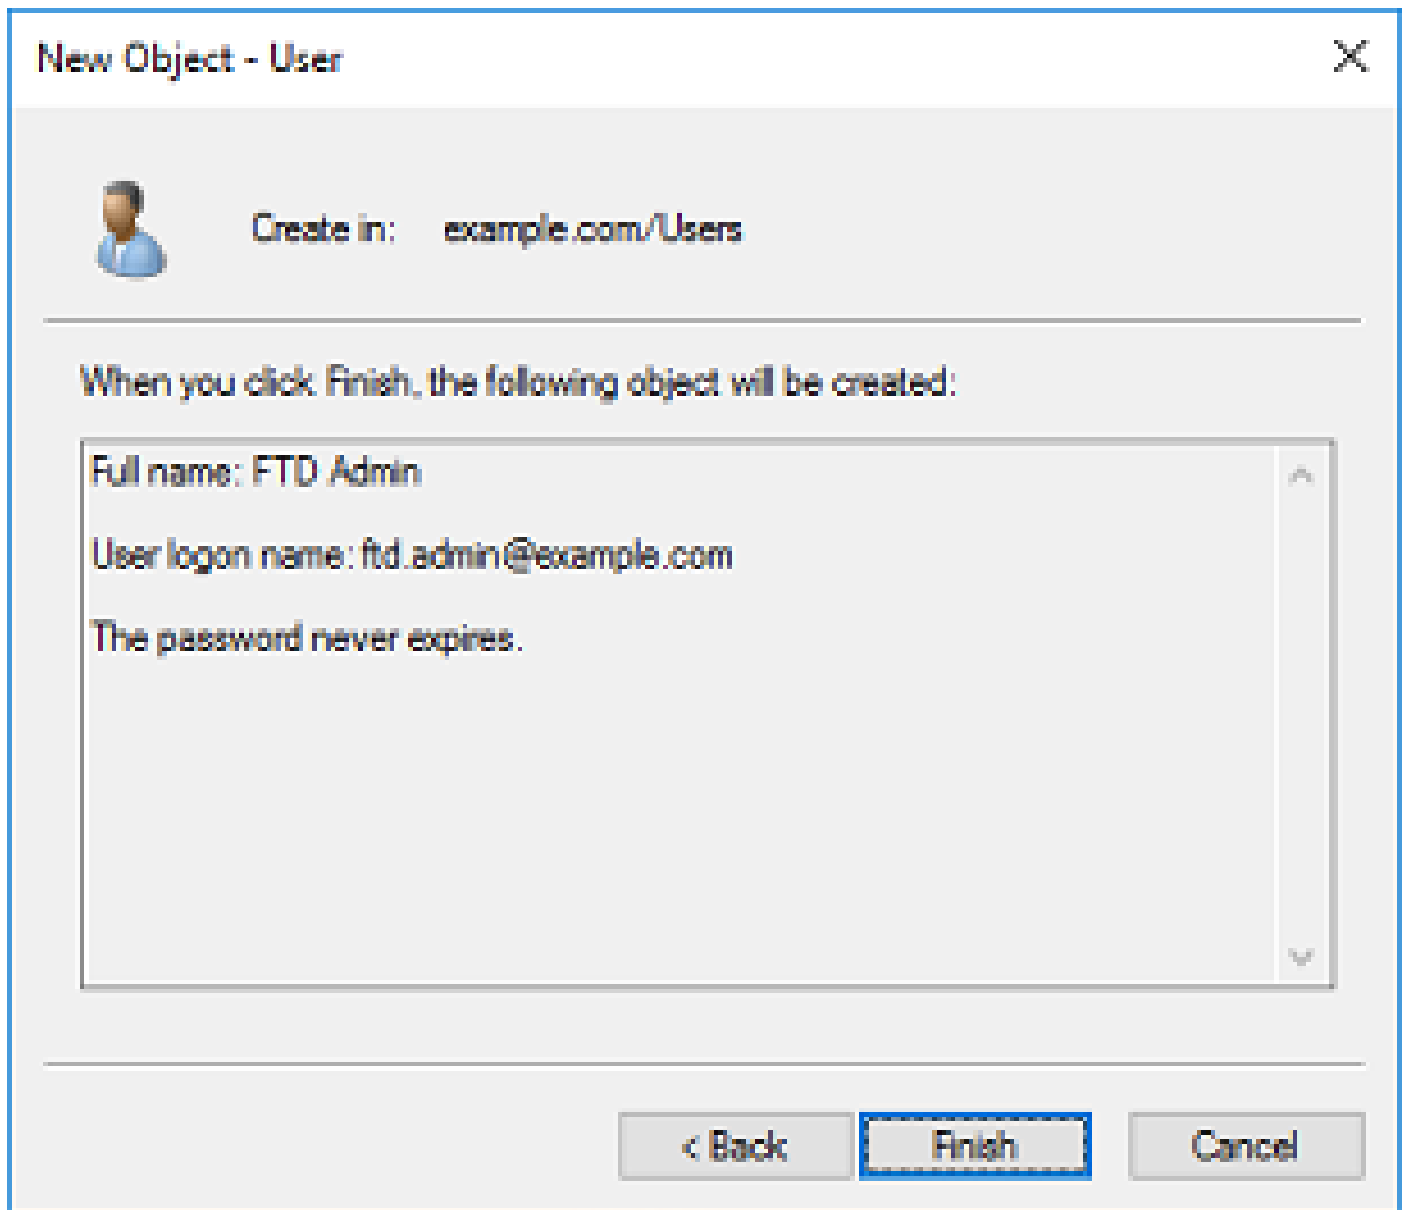 New Object - User
Create in: example.com/Users
When you click Finish, the following object will be created:
Full name: FTD Admin
User logon name: ftd.admin@example.com
The password never expires.
< Back Finish Cancel